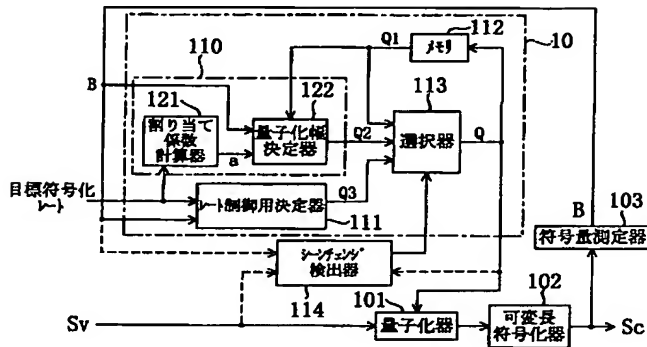 10
112
メモリ
Q1
110
113
B
121
122
割り当て
係数
計算器
a
量子化幅
決定器
Q2
選択器
Q
目標符号化
レート
レート制御用決定器
Q3
111
B
103
符号量測定器
シーンチェンジ
検出器
114
101
102
Sv
量子化器
可変長
符号化器
Sc